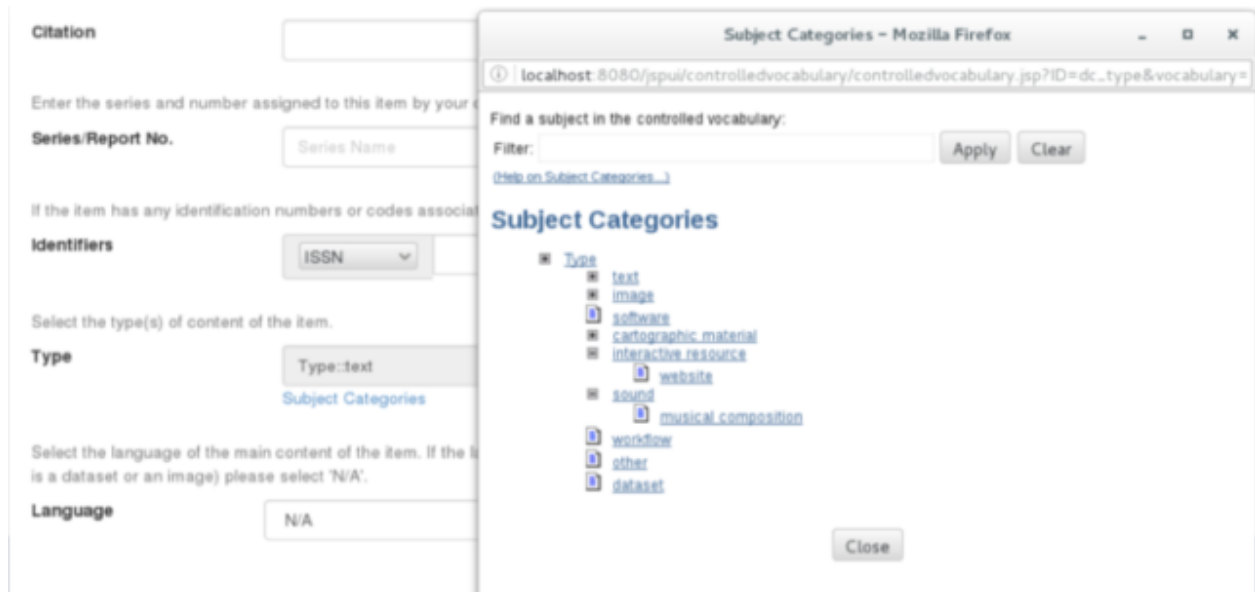 Citation
Enter the series and number assigned to this item by your
Series/Report No.
Series Name
If the item has any identification numbers or codes associat
Identifiers
ISSN
Select the type(s) of content of the item.
Type
Type::text
Subject Categories
Select the language of the main content of the item. If the
is a dataset or an image) please select 'N/A'.
Language
N/A
Subject Categories - Mozilla Firefox
localhost:8080/jspui/controlledvocabulary/controlledvocabulary.jsp?ID=dc_type&vocabulary=
Find a subject in the controlled vocabulary:
Filter: Apply Clear
(Help on Subject Categories...)
Subject Categories
Type
text
image
software
cartographic material
interactive resource
website
sound
musical composition
workflow
other
dataset
Close